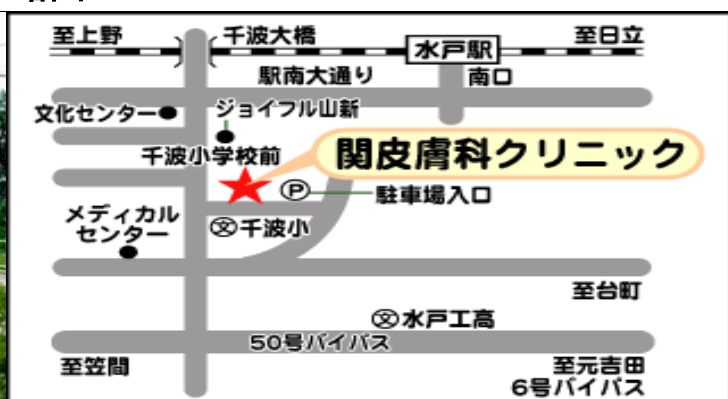 至上野
千波大橋
水戸駅
至日立
駅南大通り
南口
文化センター
ジョイフル山新
千波小学校前
関皮膚科クリニック
Ⓟ
駐車場入口
メディカル
センター
文千波小
至台町
文水戸工高
50号バイパス
至笠間
至元吉田
6号バイパス